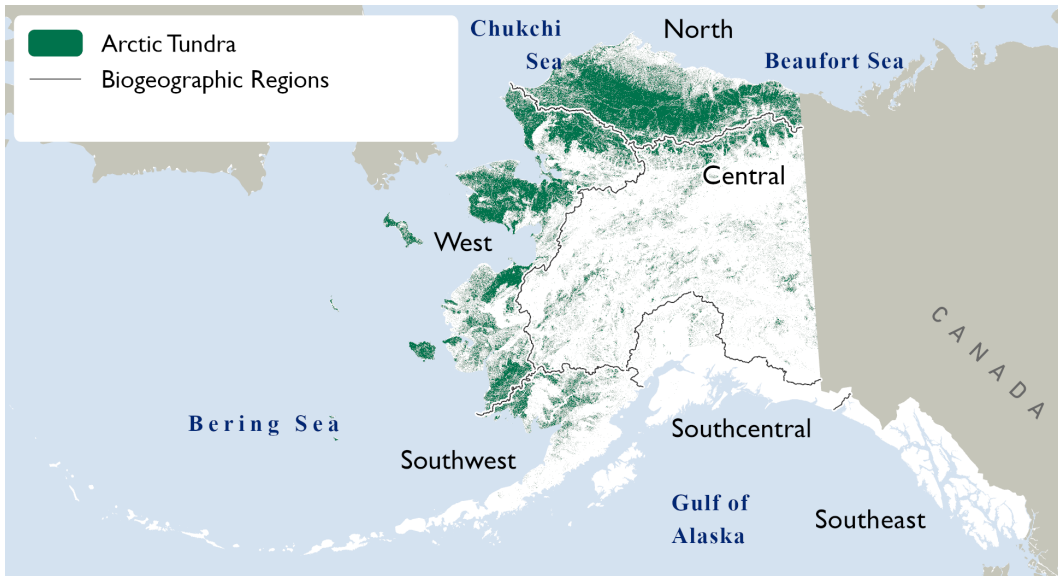 Arctic Tundra
Biogeographic Regions
Chukchi
Sea
North
Beaufort Sea
Central
West
CANADA
Bering Sea
Southwest
Southcentral
Gulf of
Alaska
Southeast